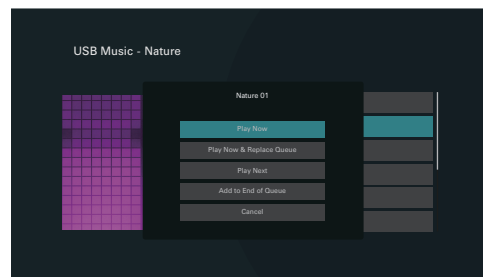 USB Music - Nature
Nature 01
Play Now
Play Now & Replace Queue
Play Next
Add to End of Queue
Cancel